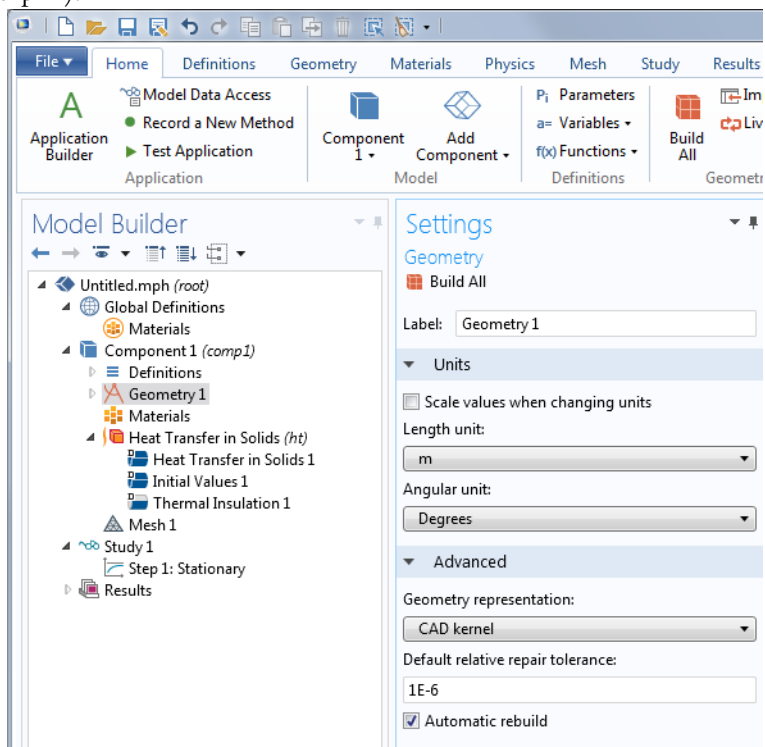 File Home Definitions Geometry Materials Physics Mesh Study Results
Application Builder
Model Data Access
Record a New Method
Test Application
Application
Component 1
Add Component
Model
Pi Parameters
a= Variables
f(x) Functions
Definitions
Build All
Model Builder
Untitled.mph (root)
Global Definitions
Materials
Component 1 (comp1)
Definitions
Geometry 1
Materials
Heat Transfer in Solids (ht)
Heat Transfer in Solids 1
Initial Values 1
Thermal Insulation 1
Mesh 1
Study 1
Step 1: Stationary
Results
Settings
Geometry
Build All
Label: Geometry 1
Units
Scale values when changing units
Length unit:
m
Angular unit:
Degrees
Advanced
Geometry representation:
CAD kernel
Default relative repair tolerance:
1E-6
Automatic rebuild